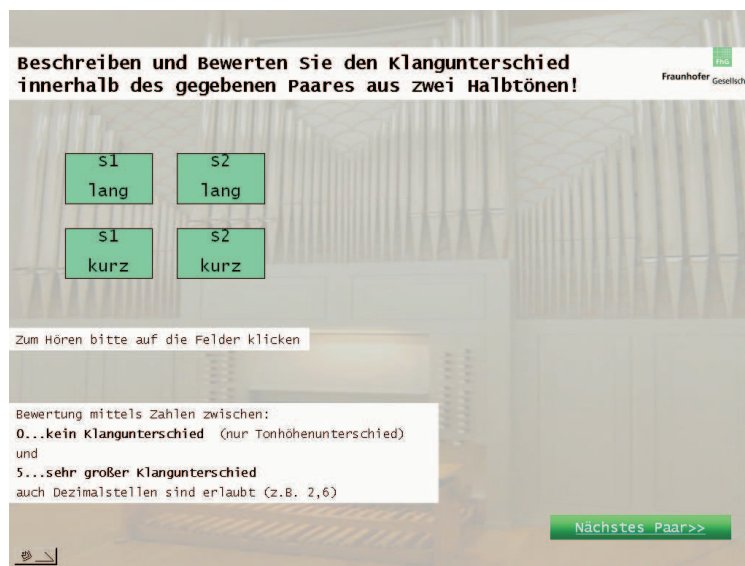 Beschreiben und Bewerten Sie den Klangunterschied
innerhalb des gegebenen Paares aus zwei Halbtönen!
FhG
Fraunhofer Gesellsch
s1 s2
lang lang
s1 s2
kurz kurz
Zum Hören bitte auf die Felder klicken
Bewertung mittels Zahlen zwischen:
0...kein Klangunterschied (nur Tonhöhenunterschied)
und
5...sehr großer Klangunterschied
auch Dezimalstellen sind erlaubt (z.B. 2,6)
Nächstes Paar>>